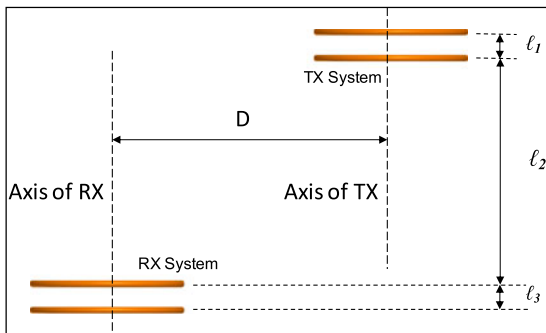 ℓ1
TX System
D
ℓ2
Axis of RX
Axis of TX
RX System
ℓ3